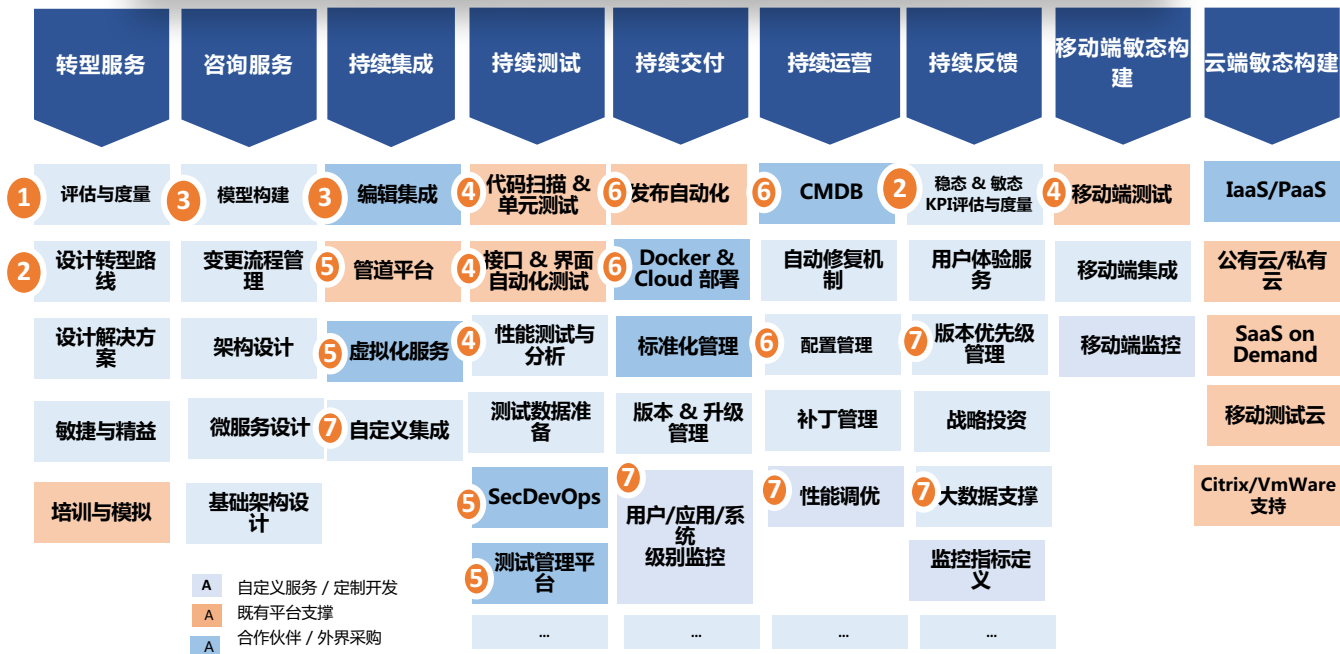 转型服务
咨询服务
持续集成
持续测试
持续交付
持续运营
持续反馈
移动端敏态构
建
云端敏态构建
1
评估与度量
3
模型构建
3
编辑集成
4
代码扫描 &
单元测试
6
发布自动化
6
CMDB
2
稳态 & 敏态
KPI评估与度量
4
移动端测试
IaaS/PaaS
2
设计转型路
线
变更流程管
理
5
管道平台
4
接口 & 界面
自动化测试
6
Docker &
Cloud 部署
自动修复机
制
用户体验服
务
移动端集成
公有云/私有
云
设计解决方
案
架构设计
5
虚拟化服务
4
性能测试与
分析
标准化管理
6
配置管理
7
版本优先级
管理
移动端监控
SaaS on
Demand
敏捷与精益
微服务设计
7
自定义集成
测试数据准
备
版本 & 升级
管理
补丁管理
战略投资
移动测试云
培训与模拟
基础架构设
计
5
SecDevOps
7
用户/应用/系
统
级别监控
7
性能调优
7
大数据支撑
Citrix/VmWare
支持
5
测试管理平
台
监控指标定
义
...
...
...
...
A 自定义服务 / 定制开发
A 既有平台支撑
A 合作伙伴 / 外界采购